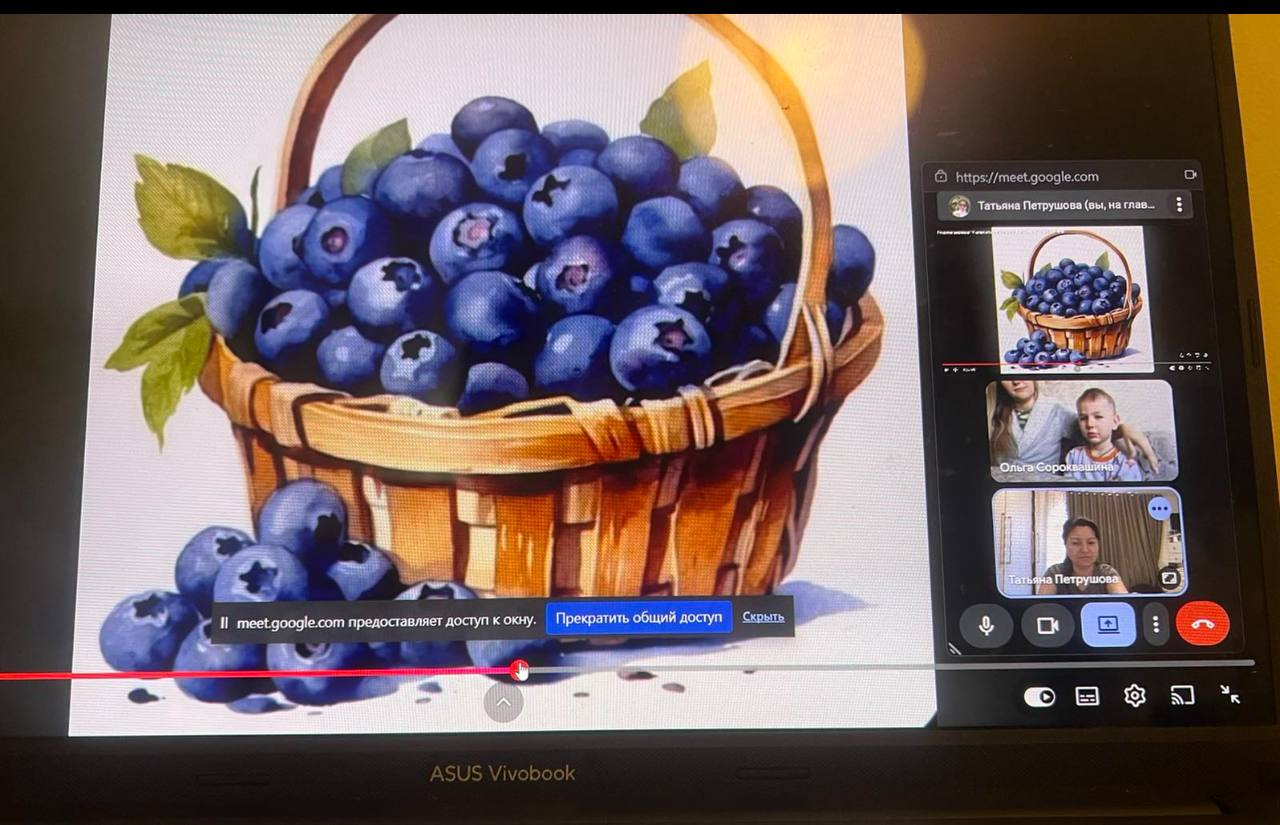 https://meet.google.com
Татьяна Петрушова (вы, на глав...
Ольга Сороквашина
Татьяна Петрушова
meet.google.com предоставляет доступ к окну.
Прекратить общий доступ
Скрыть
ASUS Vivobook